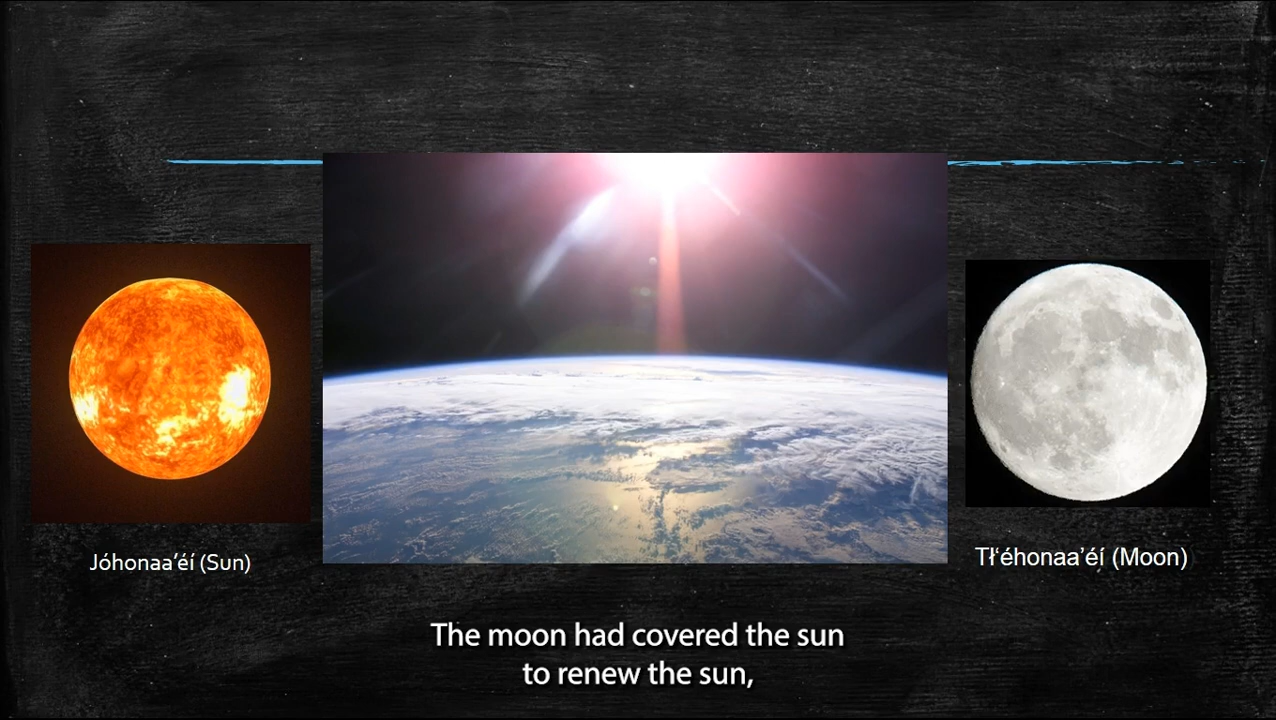 Jóhonaa’éí (Sun)
Tł‘éhonaa’éí (Moon)
The moon had covered the sun
to renew the sun,